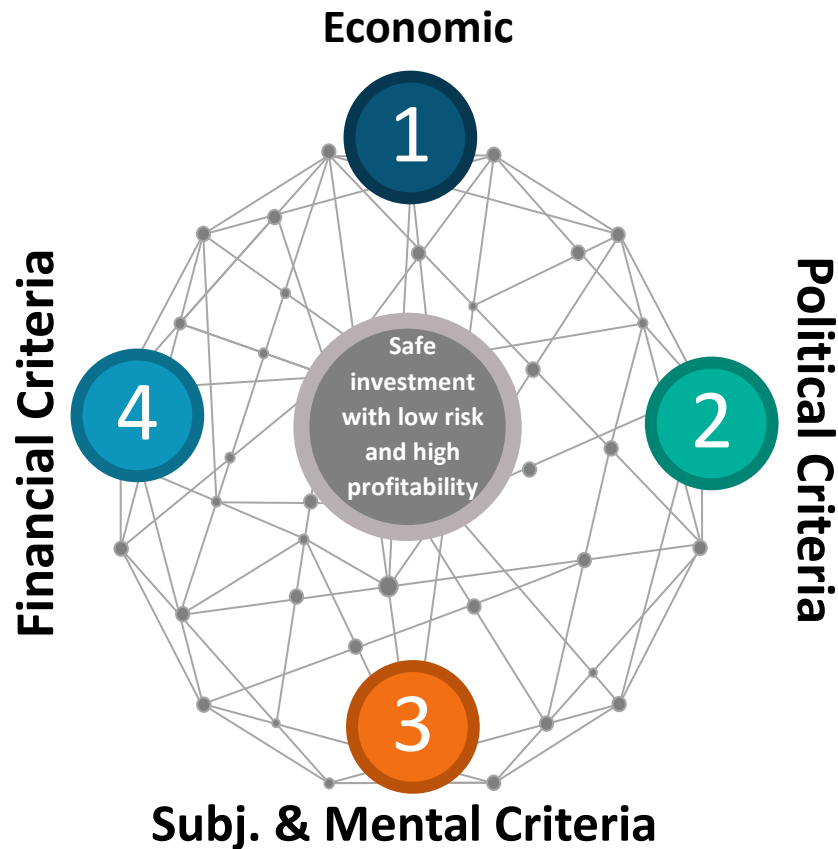 Economic
1
Financial Criteria
4
Safe
investment
with low risk
and high
profitability
2
Political Criteria
3
Subj. & Mental Criteria